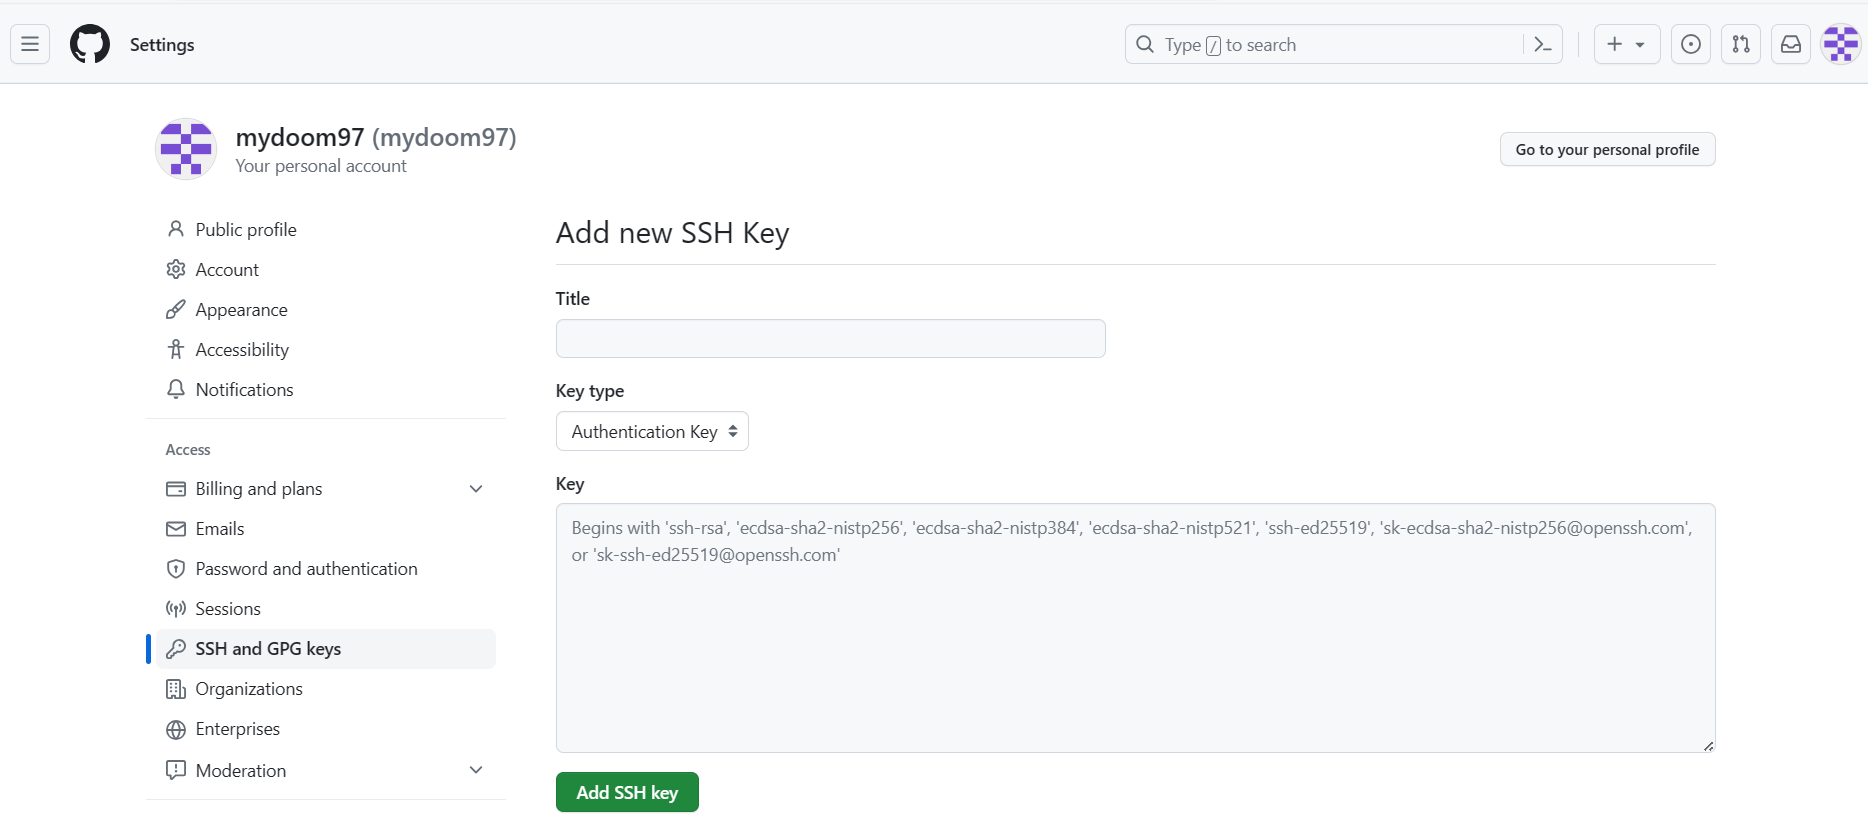 Settings
Type / to search
mydoom97 (mydoom97)
Your personal account
Go to your personal profile
Public profile
Account
Appearance
Accessibility
Notifications
Access
Billing and plans
Emails
Password and authentication
Sessions
SSH and GPG keys
Organizations
Enterprises
Moderation
Add new SSH Key
Title
Key type
Authentication Key
Key
Begins with 'ssh-rsa', 'ecdsa-sha2-nistp256', 'ecdsa-sha2-nistp384', 'ecdsa-sha2-nistp521', 'ssh-ed25519', 'sk-ecdsa-sha2-nistp256@openssh.com',
or 'sk-ssh-ed25519@openssh.com'
Add SSH key